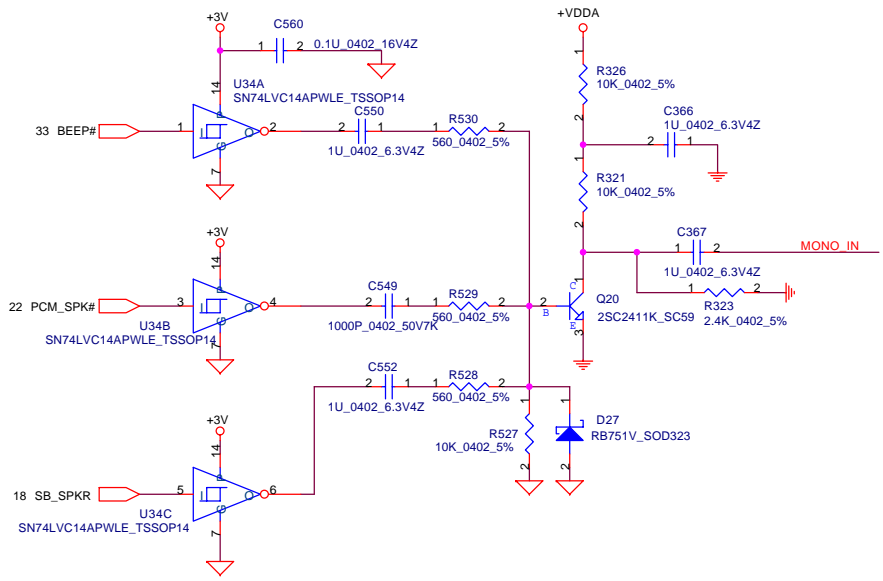 +3V
C560
1 2
0.1U_0402_16V4Z
14
U34A
SN74LVC14APWLE_TSSOP14
33 BEEP#
1
P
I
O
G
2
7
C550
2 1
1U_0402_6.3V4Z
R530
1 2
560_0402_5%
+VDDA
1
R326
10K_0402_5%
2
C366
1U_0402_6.3V4Z
2 1
1
R321
10K_0402_5%
2
C367
1 2
1U_0402_6.3V4Z
MONO_IN
R323
1 2
2.4K_0402_5%
+3V
14
22 PCM_SPK#
3
P
I
O
G
4
7
U34B
SN74LVC14APWLE_TSSOP14
C549
2 1
1000P_0402_50V7K
R529
1 2
560_0402_5%
2
B
1
C
E
3
Q20
2SC2411K_SC59
C552
2 1
1U_0402_6.3V4Z
R528
1 2
560_0402_5%
1
R527
10K_0402_5%
2
1
D27
RB751V_SOD323
2
+3V
14
18 SB_SPKR
5
P
I
O
G
6
7
U34C
SN74LVC14APWLE_TSSOP14